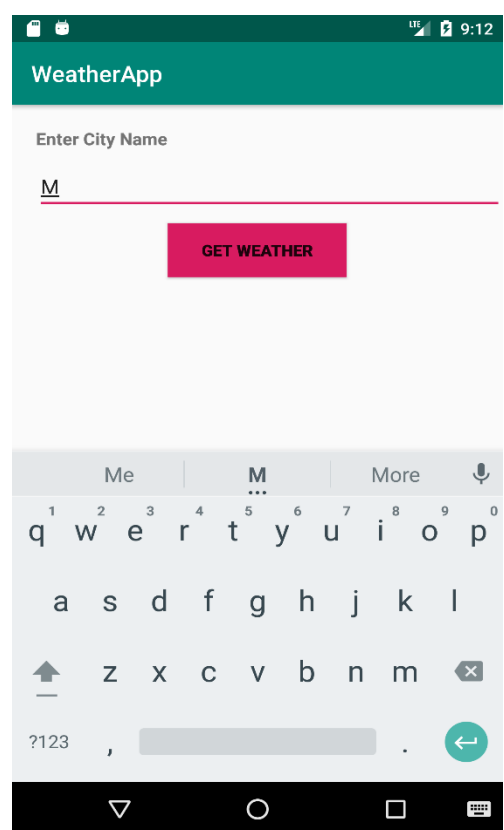 LTE 9:12
WeatherApp
Enter City Name
M
GET WEATHER
Me M More
1 2 3 4 5 6 7 8 9 0
q w e r t y u i o p
a s d f g h j k l
z x c v b n m
?123 , .